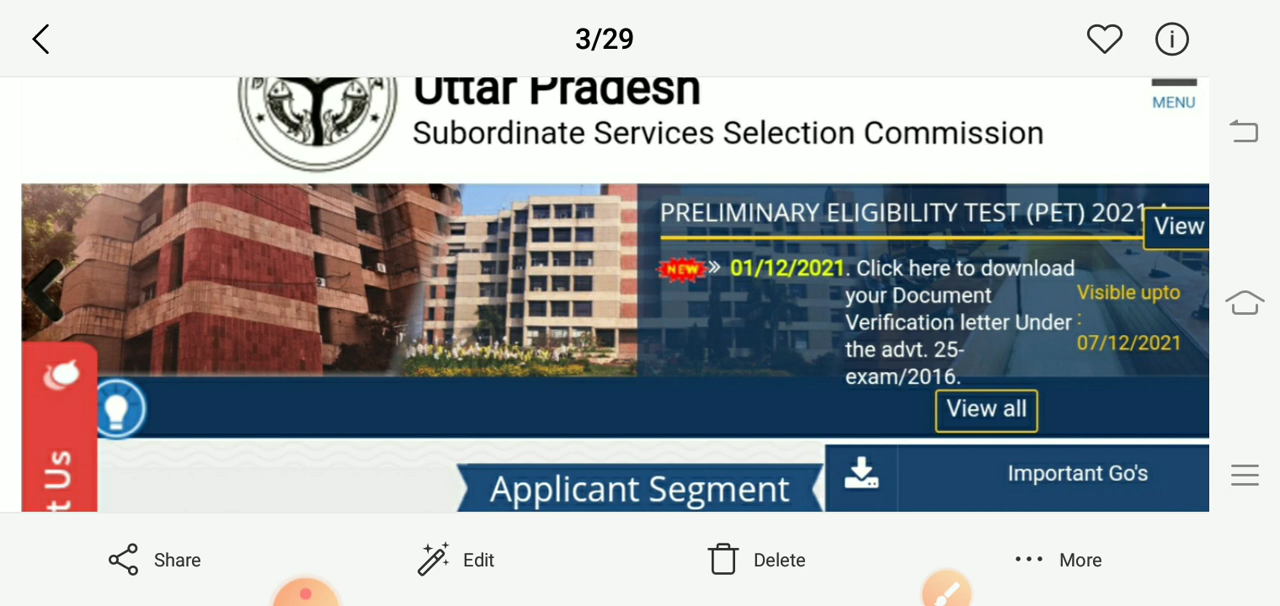 3/29
Uttar Pradesh
MENU
Subordinate Services Selection Commission
PRELIMINARY ELIGIBILITY TEST (PET) 2021
View
NEW » 01/12/2021. Click here to download
your Document
Verification letter Under
the advt. 25-
exam/2016.
Visible upto
:
07/12/2021
View all
t Us
Applicant Segment
Important Go's
Share
Edit
Delete
More